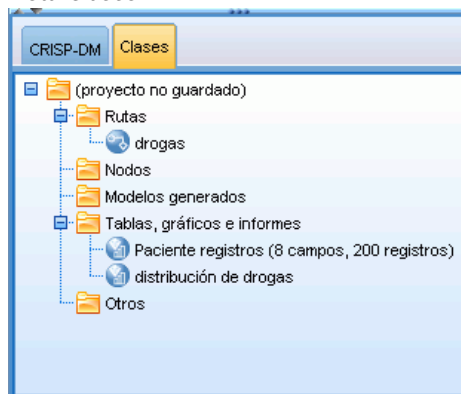 CRISP-DM Clases
(proyecto no guardado)
Rutas
drogas
Nodos
Modelos generados
Tablas, gráficos e informes
Paciente registros (8 campos, 200 registros)
distribución de drogas
Otros